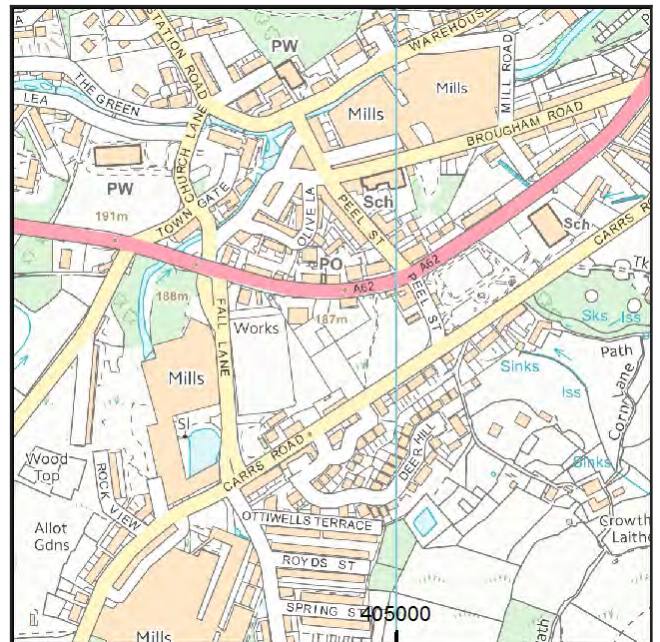 A
STATION ROAD
PW
WAREHOUS
THE GREEN
LEA
Mills
Mills
MILL ROAD
BROUGHAM ROAD
CHURCH LANE
PW
TOWN GATE
191m
OLIVE LA
PEEL ST
Sch
Sch
CARRS R
PO
A62
A62
PEEL ST
188m
187m
Tk
FALL LANE
Works
Sks
Iss
Sinks
Path
Iss
Mills
Sl
Corn Lane
CARRS ROAD
DEER HILL
Sinks
Wood
Top
ROCK VIEW
OTTIWELLS TERRACE
Crowth
Laithe
Allot
Gdns
ROYDS ST
SPRING ST
405000
Path
Mills